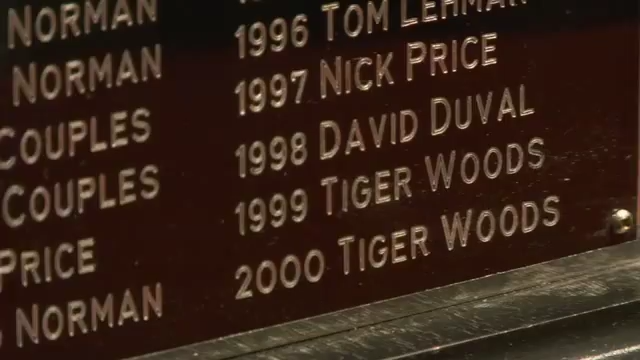 NORMAN
NORMAN
COUPLES
COUPLES
PRICE
NORMAN
1996 TOM LEHMAN
1997 NICK PRICE
1998 DAVID DUVAL
1999 TIGER WOODS
2000 TIGER WOODS